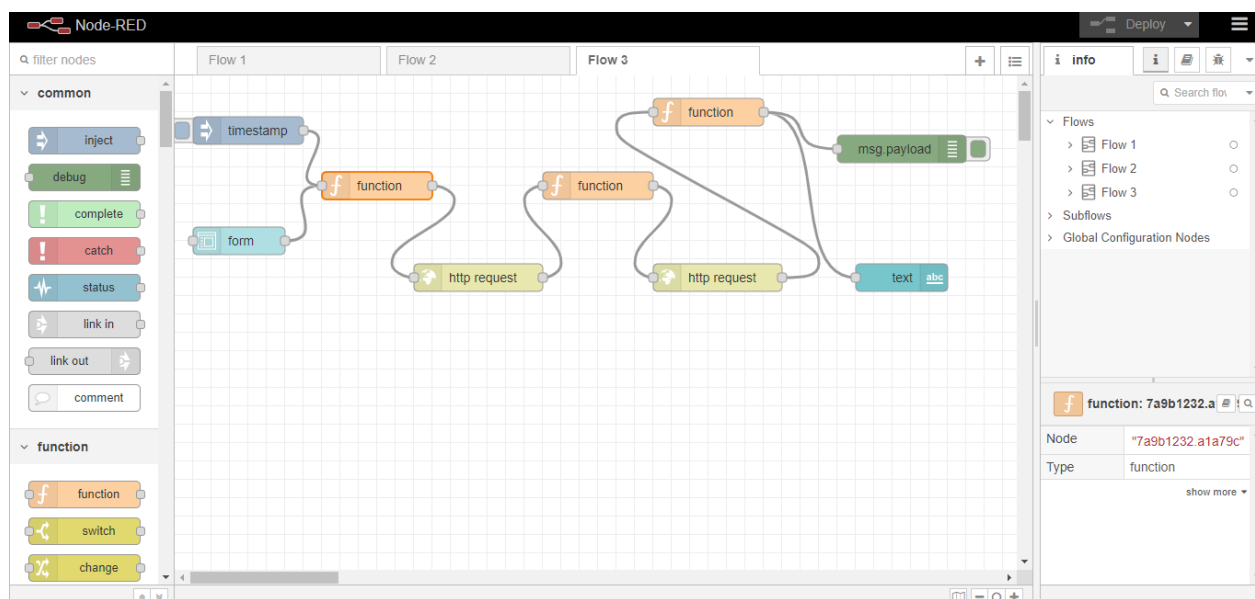 Node-RED
Deploy
filter nodes
Flow 1
Flow 2
Flow 3
i info
i
Search flov
common
inject
debug
complete
catch
status
link in
link out
comment
function
function
switch
change
timestamp
function
form
http request
function
http request
function
msg.payload
text abc
Flows
Flow 1
Flow 2
Flow 3
Subflows
Global Configuration Nodes
function: 7a9b1232.a
Node "7a9b1232.a1a79c"
Type function
show more